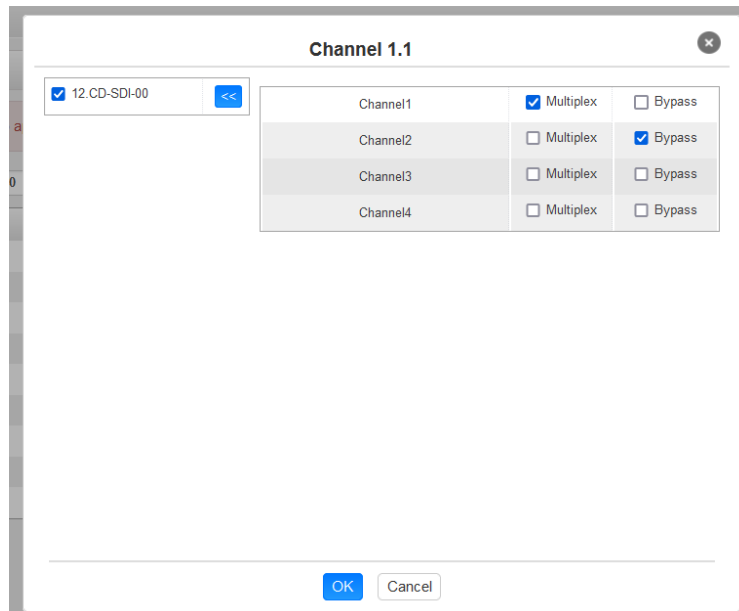 Channel 1.1
12.CD-SDI-00 <<
Channel1 Multiplex Bypass
Channel2 Multiplex Bypass
Channel3 Multiplex Bypass
Channel4 Multiplex Bypass
a
0
OK Cancel